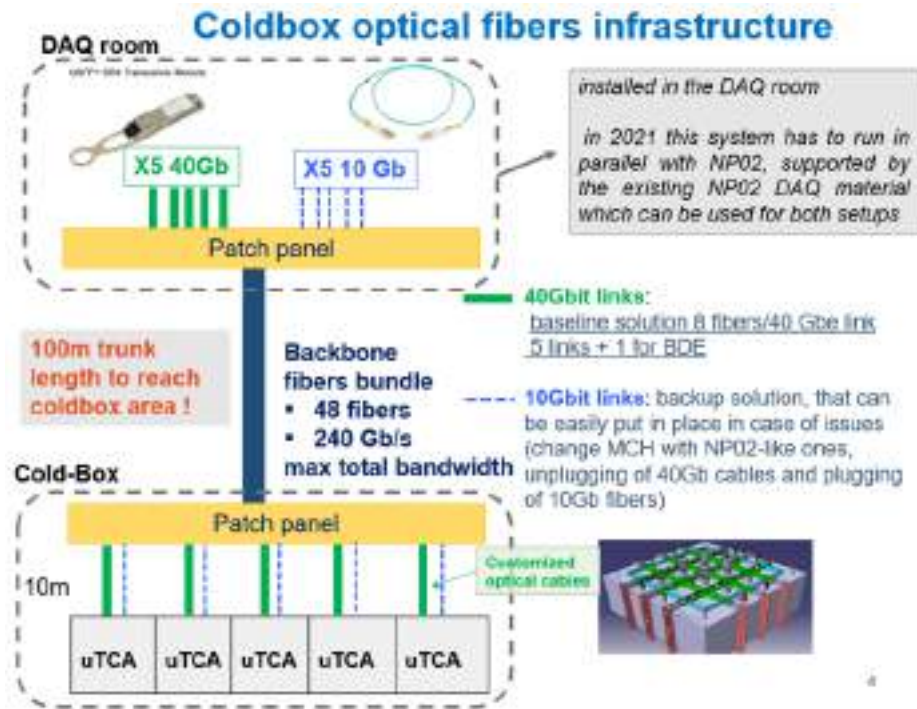 Coldbox optical fibers infrastructure
DAQ room
X5 40Gb
X5 10 Gb
Patch panel
installed in the DAQ room
in 2021 this system has to run in
parallel with NP02, supported by
the existing NP02 DAQ material
which can be used for both setups
40Gbit links:
baseline solution 8 fibers/40 Gbe link
5 links + 1 for BDE
100m trunk
length to reach
coldbox area !
Backbone
fibers bundle
▪ 48 fibers
▪ 240 Gb/s
max total bandwidth
10Gbit links: backup solution, that can
be easily put in place in case of issues
(change MCH with NP02-like ones,
unplugging of 40Gb cables and plugging
of 10Gb fibers)
Cold-Box
Patch panel
10m
Customized
optical cables
uTCA
uTCA
uTCA
uTCA
uTCA